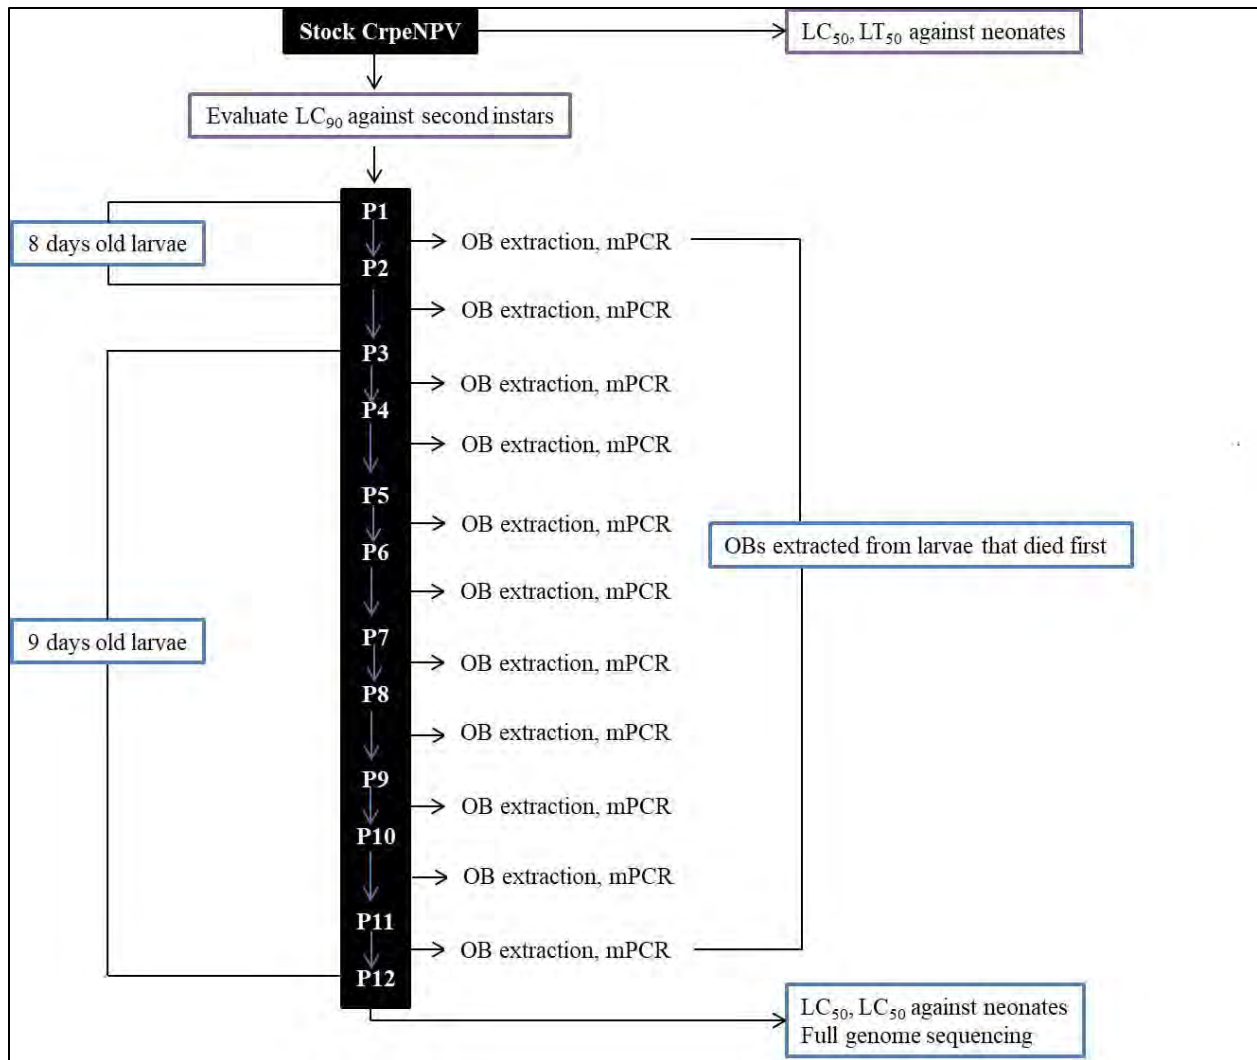 Stock CrpeNPV
LC50, LT50 against neonates
Evaluate LC90 against second instars
P1
8 days old larvae
OB extraction, mPCR
P2
OB extraction, mPCR
P3
OB extraction, mPCR
P4
OB extraction, mPCR
P5
OB extraction, mPCR
OBs extracted from larvae that died first
P6
OB extraction, mPCR
9 days old larvae
P7
OB extraction, mPCR
P8
OB extraction, mPCR
P9
OB extraction, mPCR
P10
OB extraction, mPCR
P11
OB extraction, mPCR
P12
LC50, LC50 against neonates
Full genome sequencing